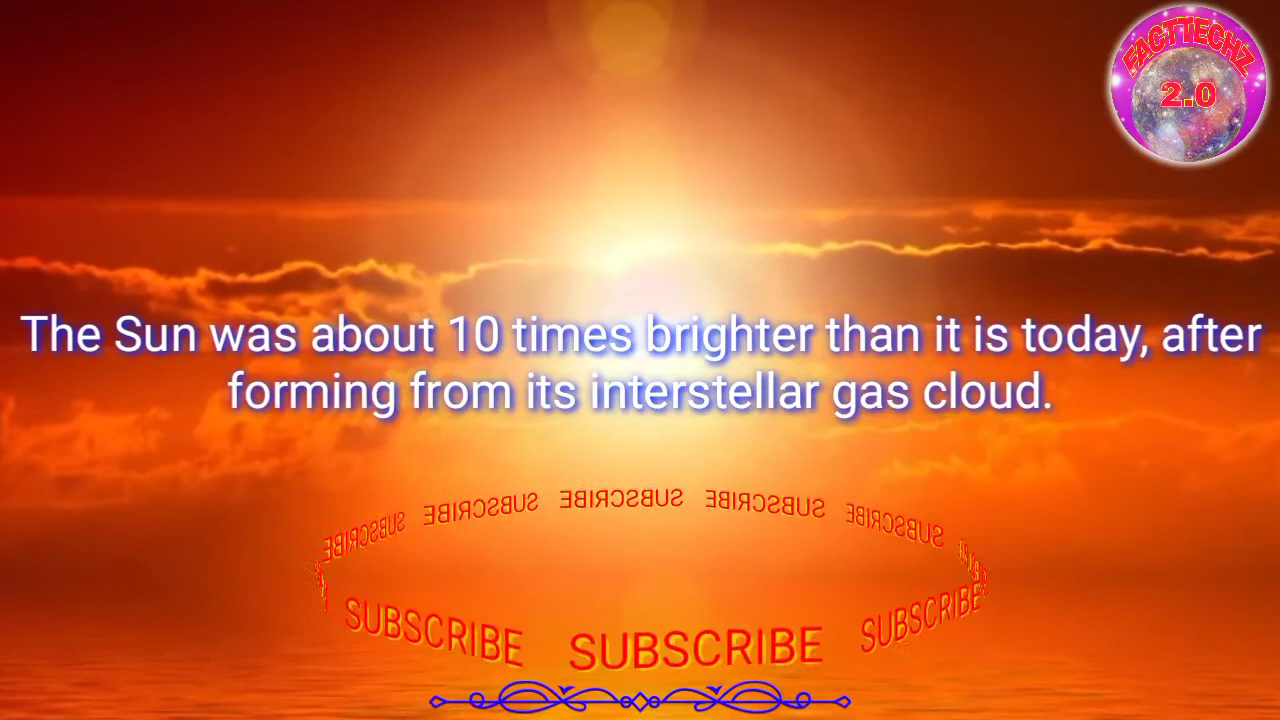 FACTTECHZ
2.0
The Sun was about 10 times brighter than it is today, after
forming from its interstellar gas cloud.
SUBSCRIBE SUBSCRIBE SUBSCRIBE SUBSCRIBE SUBSCRIBE
SUBSCRIBE SUBSCRIBE SUBSCRIBE